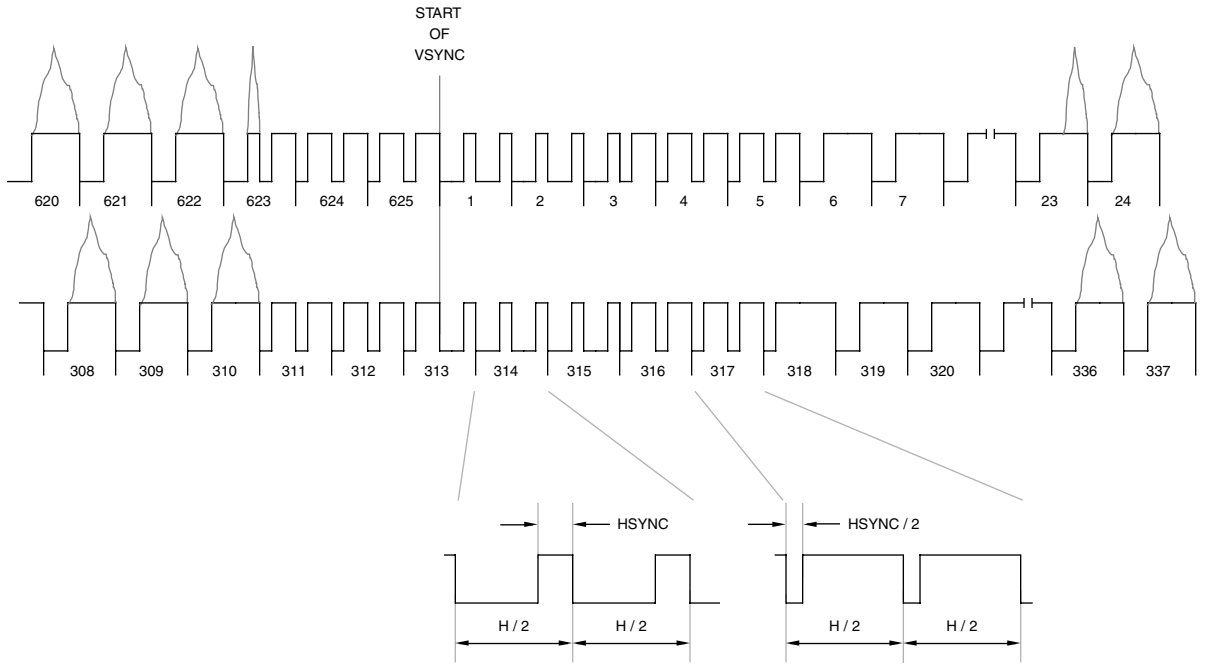 START
OF
VSYNC
620 621 622 623 624 625 1 2 3 4 5 6 7 23 24
308 309 310 311 312 313 314 315 316 317 318 319 320 336 337
HSYNC HSYNC / 2
H / 2 H / 2 H / 2 H / 2